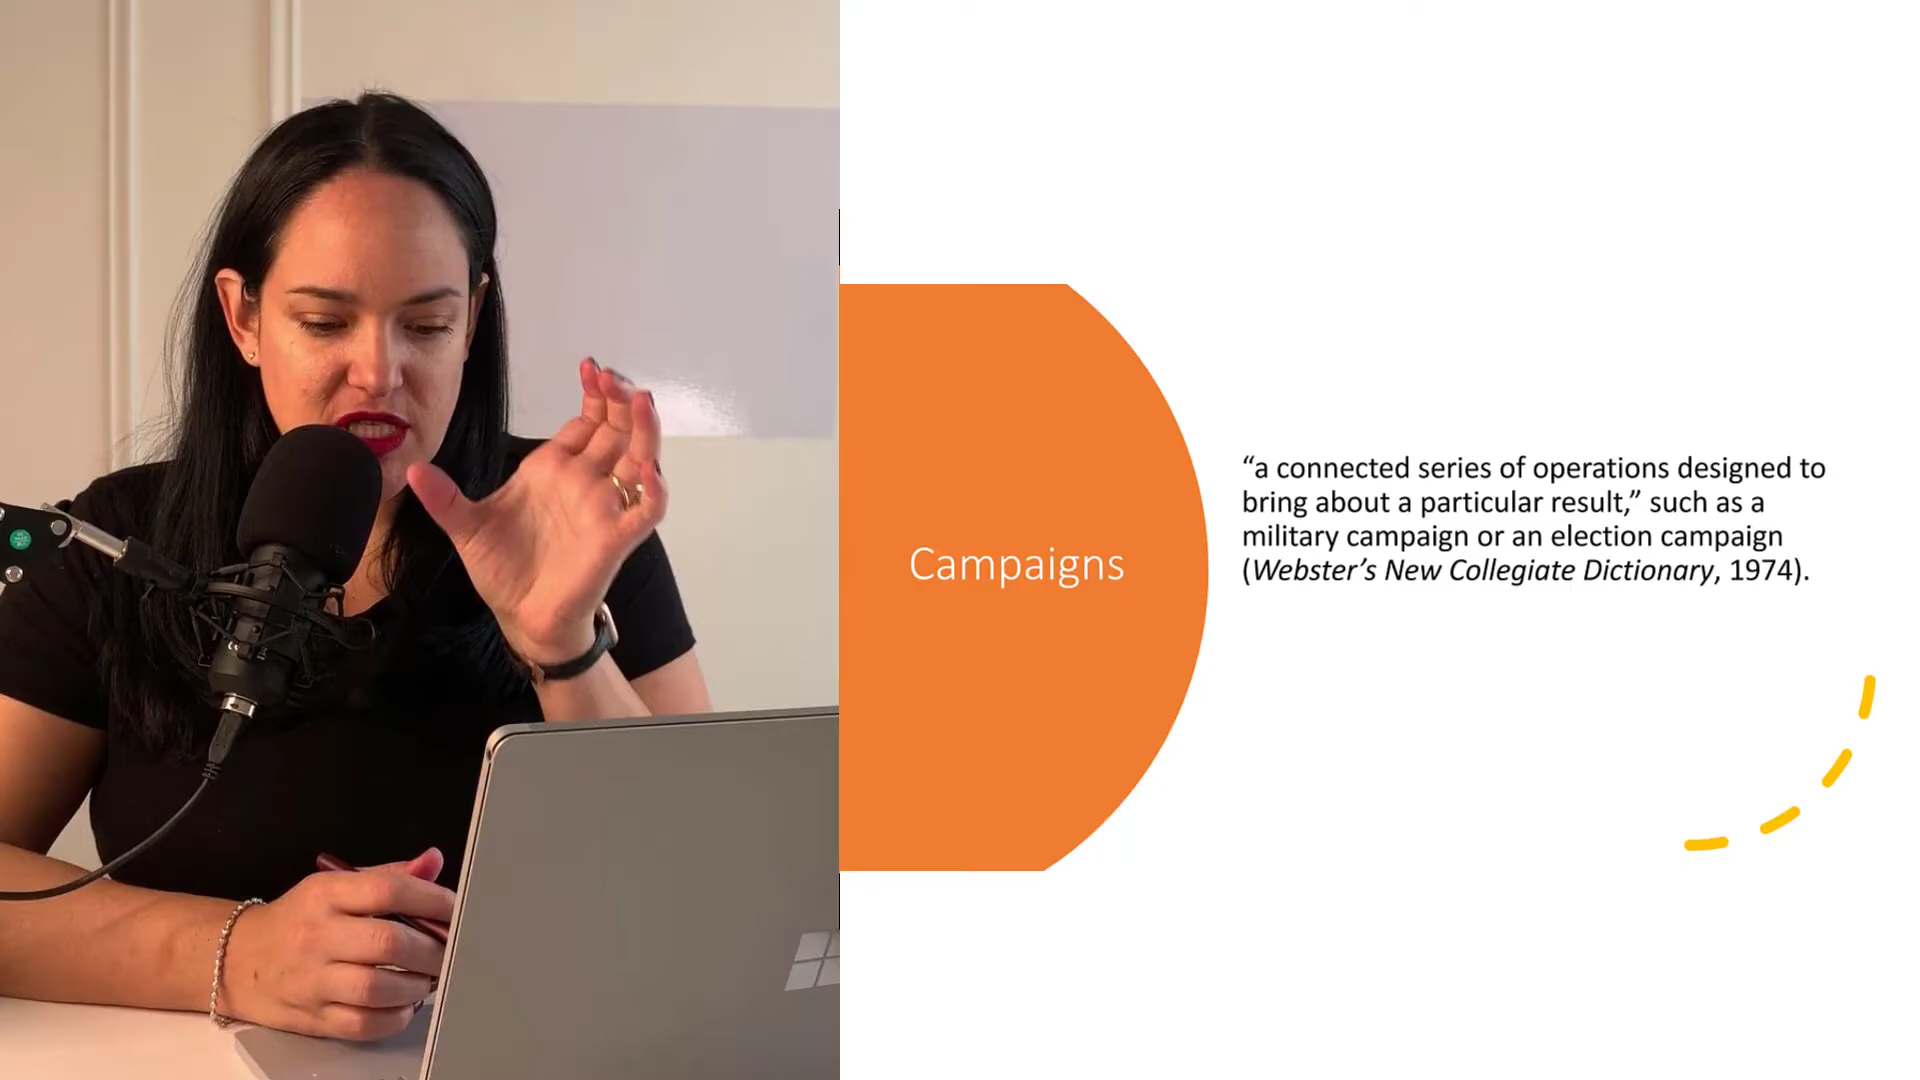 Campaigns
“a connected series of operations designed to
bring about a particular result,” such as a
military campaign or an election campaign
(Webster’s New Collegiate Dictionary, 1974).